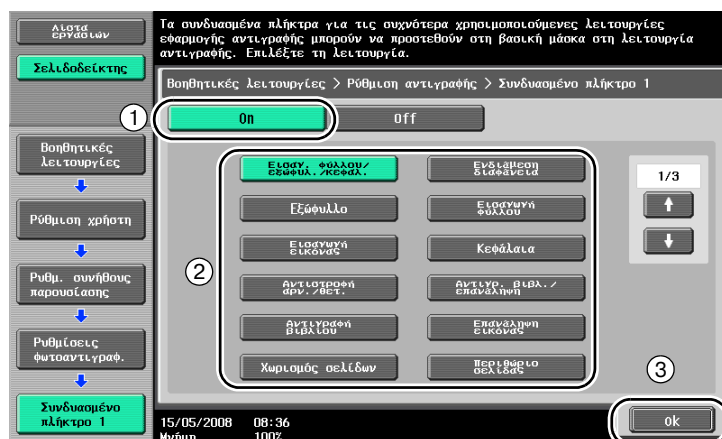 Λίστα
εργασιών
Σελιδοδείκτης
Βοηθητικές
λειτουργίες
Ρύθμιση χρήστη
Ρυθμ. συνήθους
παρουσίασης
Ρυθμίσεις
φωτοαντιγραφ.
Συνδυασμένο
πλήκτρο 1
Τα συνδυασμένα πλήκτρα για τις συχνότερα χρησιμοποιούμενες λειτουργίες
εφαρμογής αντιγραφής μπορούν να προστεθούν στη βασική μάσκα στη λειτουργία
αντιγραφής. Επιλέξτε τη λειτουργία.
Βοηθητικές λειτουργίες > Ρύθμιση αντιγραφής > Συνδυασμένο πλήκτρο 1
1
On
Off
2
Εισαγ. φύλλου/
εξώφυλ./κεφάλ.
Ενδιάμεση
διαφάνεια
Εξώφυλλο
Εισαγωγή
φύλλου
Εισαγωγή
εικόνας
Κεφάλαια
Αντιστροφή
αρν./θετ.
Αντιγρ. βιβλ./
επανάληψη
Αντιγραφή
βιβλίου
Επανάληψη
εικόνας
Χωρισμός σελίδων
Περιθώριο
σελίδας
1/3
3
15/05/2008 08:36
Μνήμη 100%
ok